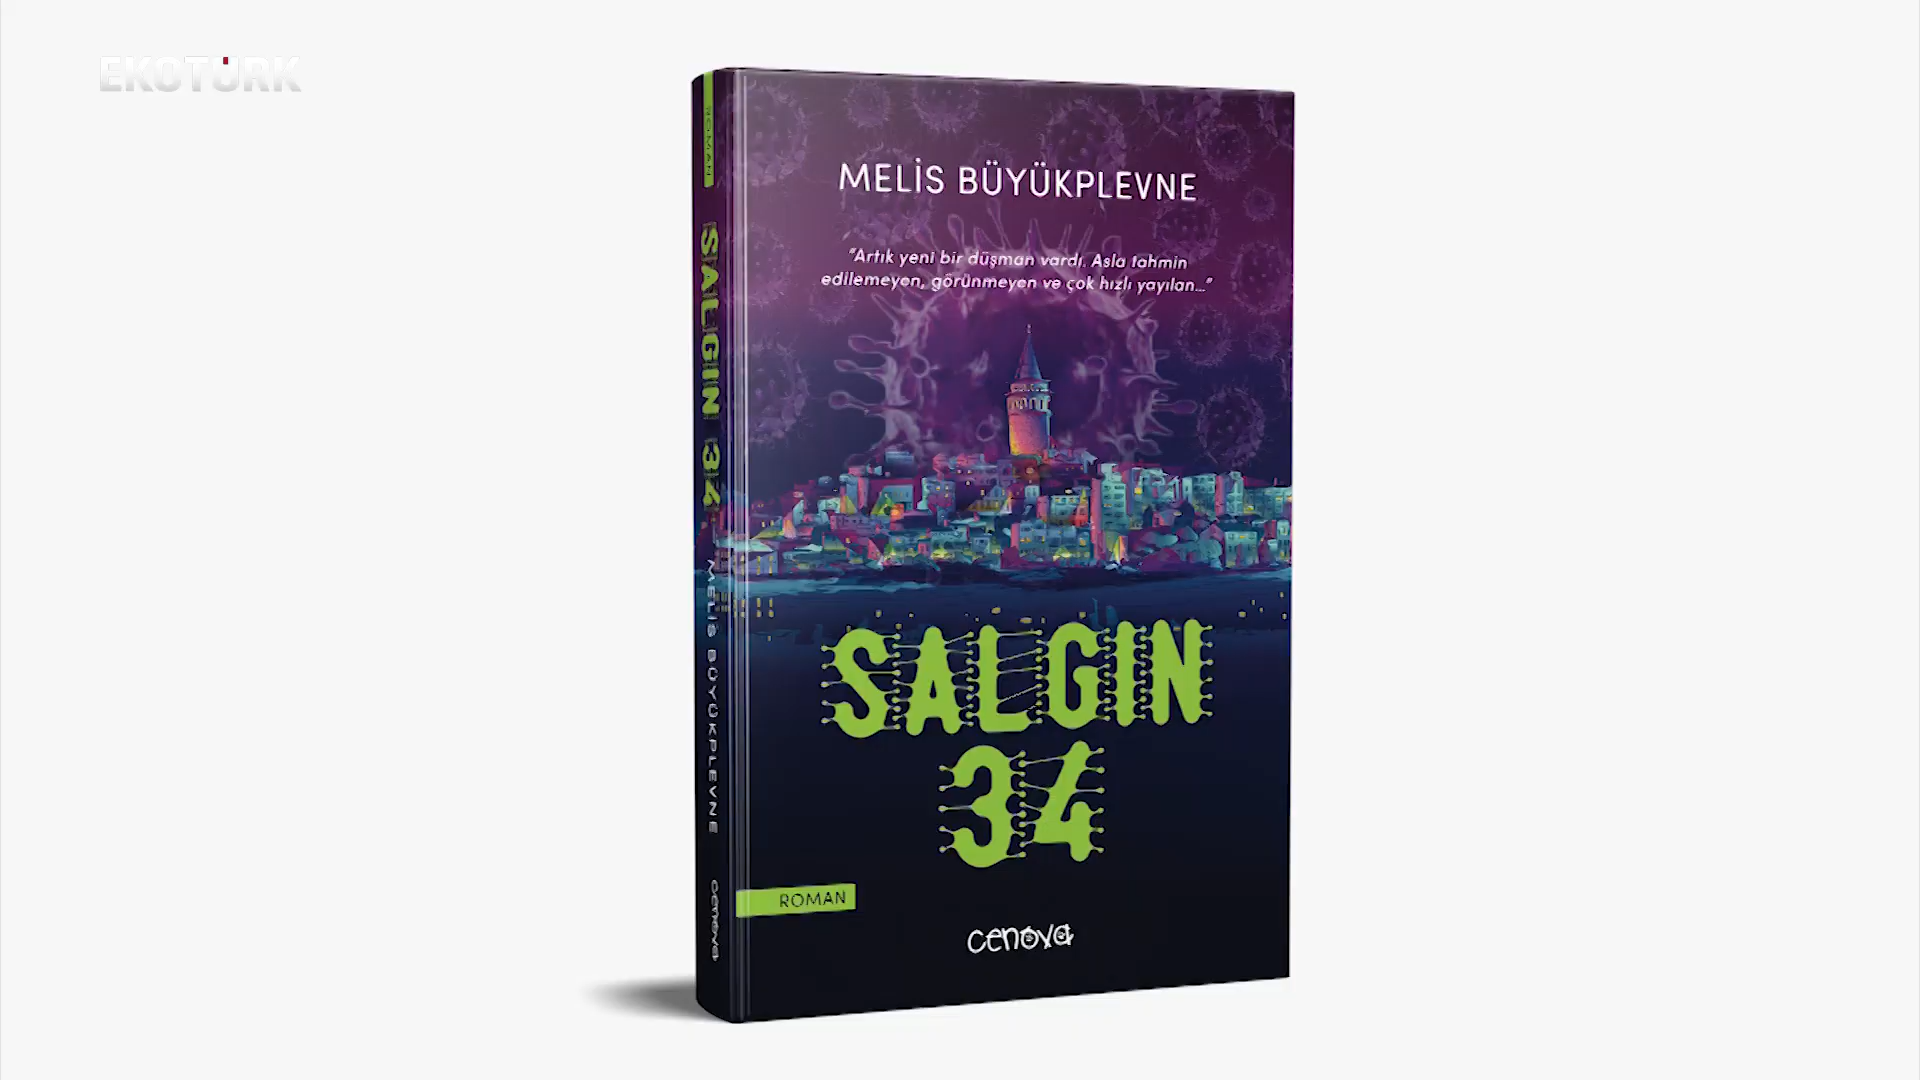 EKOTÜRK
MELİS BÜYÜKPLEVNE
"Artık yeni bir düşman vardı. Asla tahmin
edilemeyen, görünmeyen ve çok hızlı yayılan..."
SALGIN
34
ROMAN
cenova
ROMAN
SALGIN 34
MELİS BÜYÜKPLEVNE
cenova